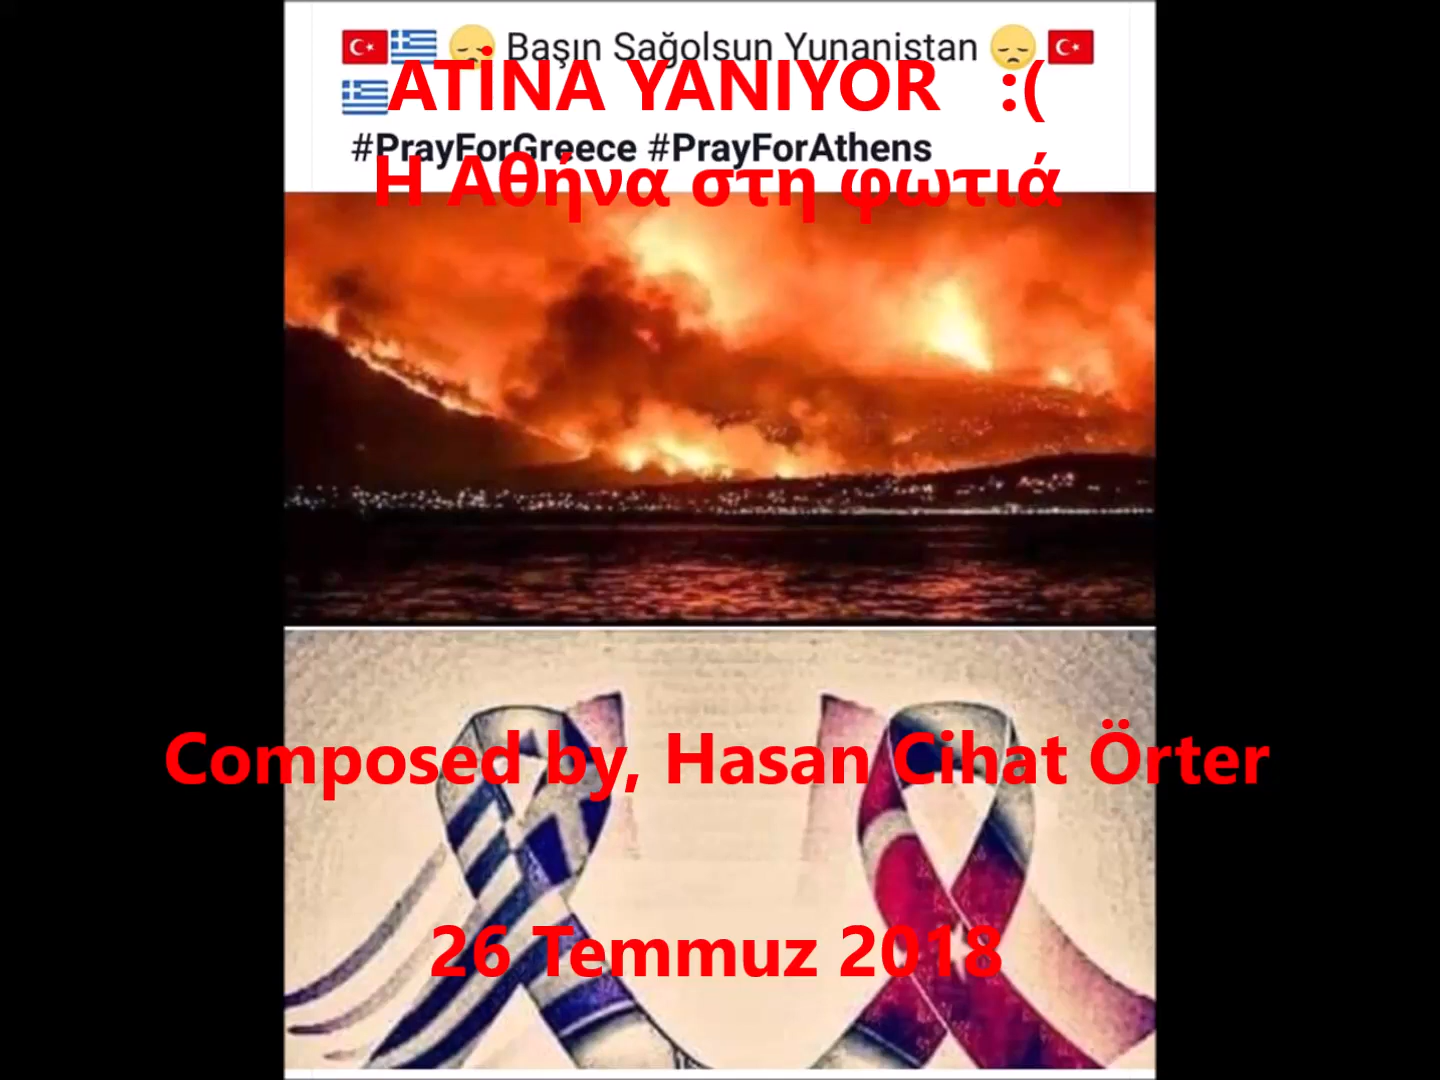 Başın Sağolsun Yunanistan
ATİNA YANIYOR :(
#PrayForGreece #PrayForAthens
Η Αθήνα στη φωτιά
Composed by, Hasan Cihat Örter
26 Temmuz 2018